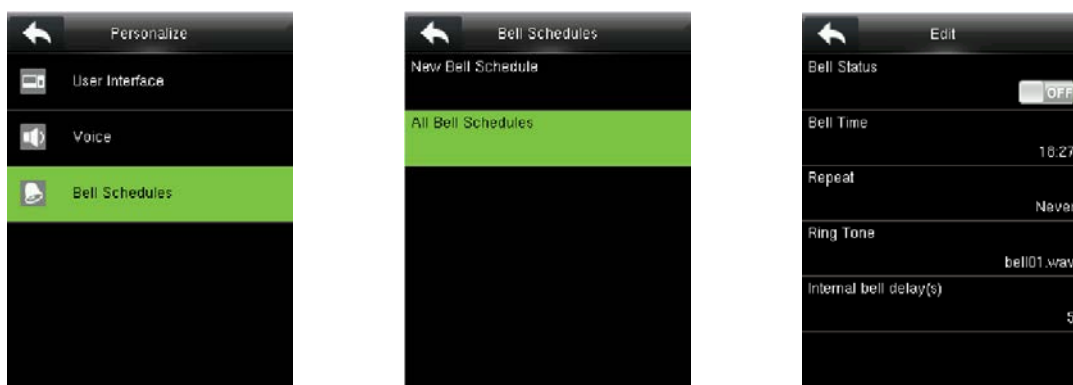 Personalize
User Interface
Voice
Bell Schedules
Bell Schedules
New Bell Schedule
All Bell Schedules
Edit
Bell Status
OFF
Bell Time
18:27
Repeat
Never
Ring Tone
bell01.wav
Internal bell delay(s)
5